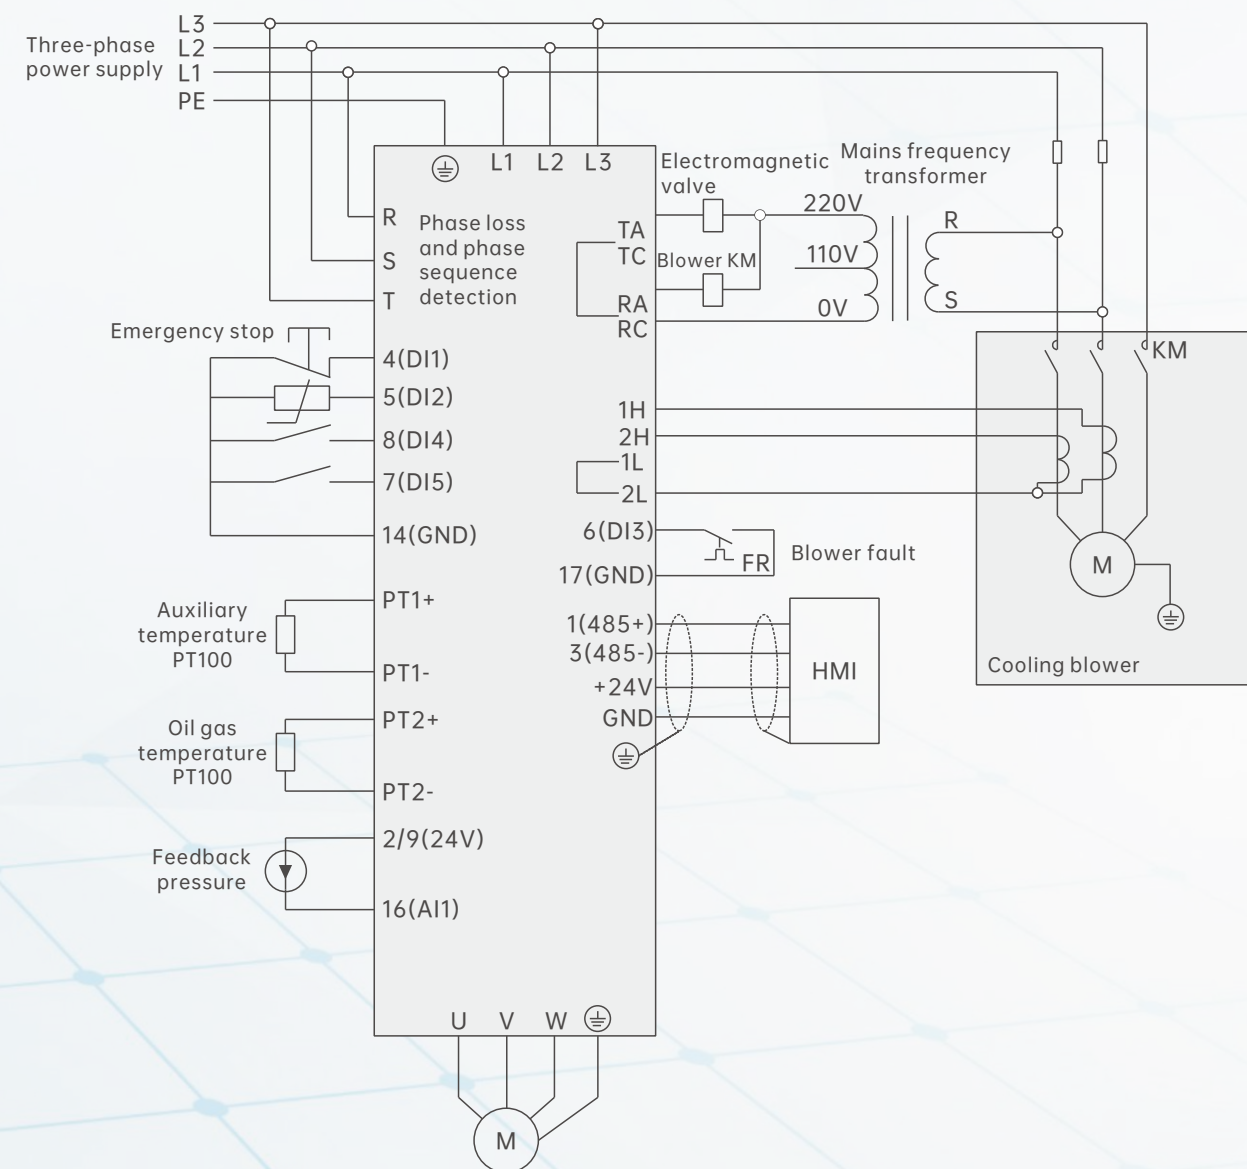 L3
Three-phase
L2
power supply
L1
PE
L1 L2 L3
Electromagnetic
valve
Mains frequency
transformer
R
S
T
Phase loss
and phase
sequence
detection
TA
TC
Blower KM
RA
RC
220V
110V
0V
R
S
KM
Emergency stop
4(DI1)
5(DI2)
8(DI4)
7(DI5)
14(GND)
1H
2H
1L
2L
6(DI3)
17(GND)
FR
Blower fault
M
Cooling blower
Auxiliary
temperature
PT100
PT1+
PT1-
1(485+)
3(485-)
+24V
GND
HMI
Oil gas
temperature
PT100
PT2+
PT2-
Feedback
pressure
2/9(24V)
16(AI1)
U V W
M